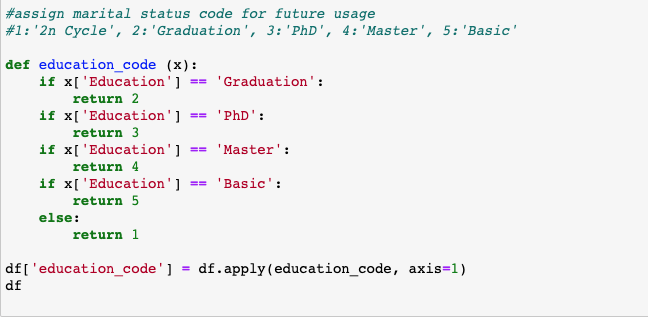 #assign marital status code for future usage
#1:'2n Cycle', 2:'Graduation', 3:'PhD', 4:'Master', 5:'Basic'

def education_code (x):
    if x['Education'] == 'Graduation':
        return 2
    if x['Education'] == 'PhD':
        return 3
    if x['Education'] == 'Master':
        return 4
    if x['Education'] == 'Basic':
        return 5
    else:
        return 1

df['education_code'] = df.apply(education_code, axis=1)
df